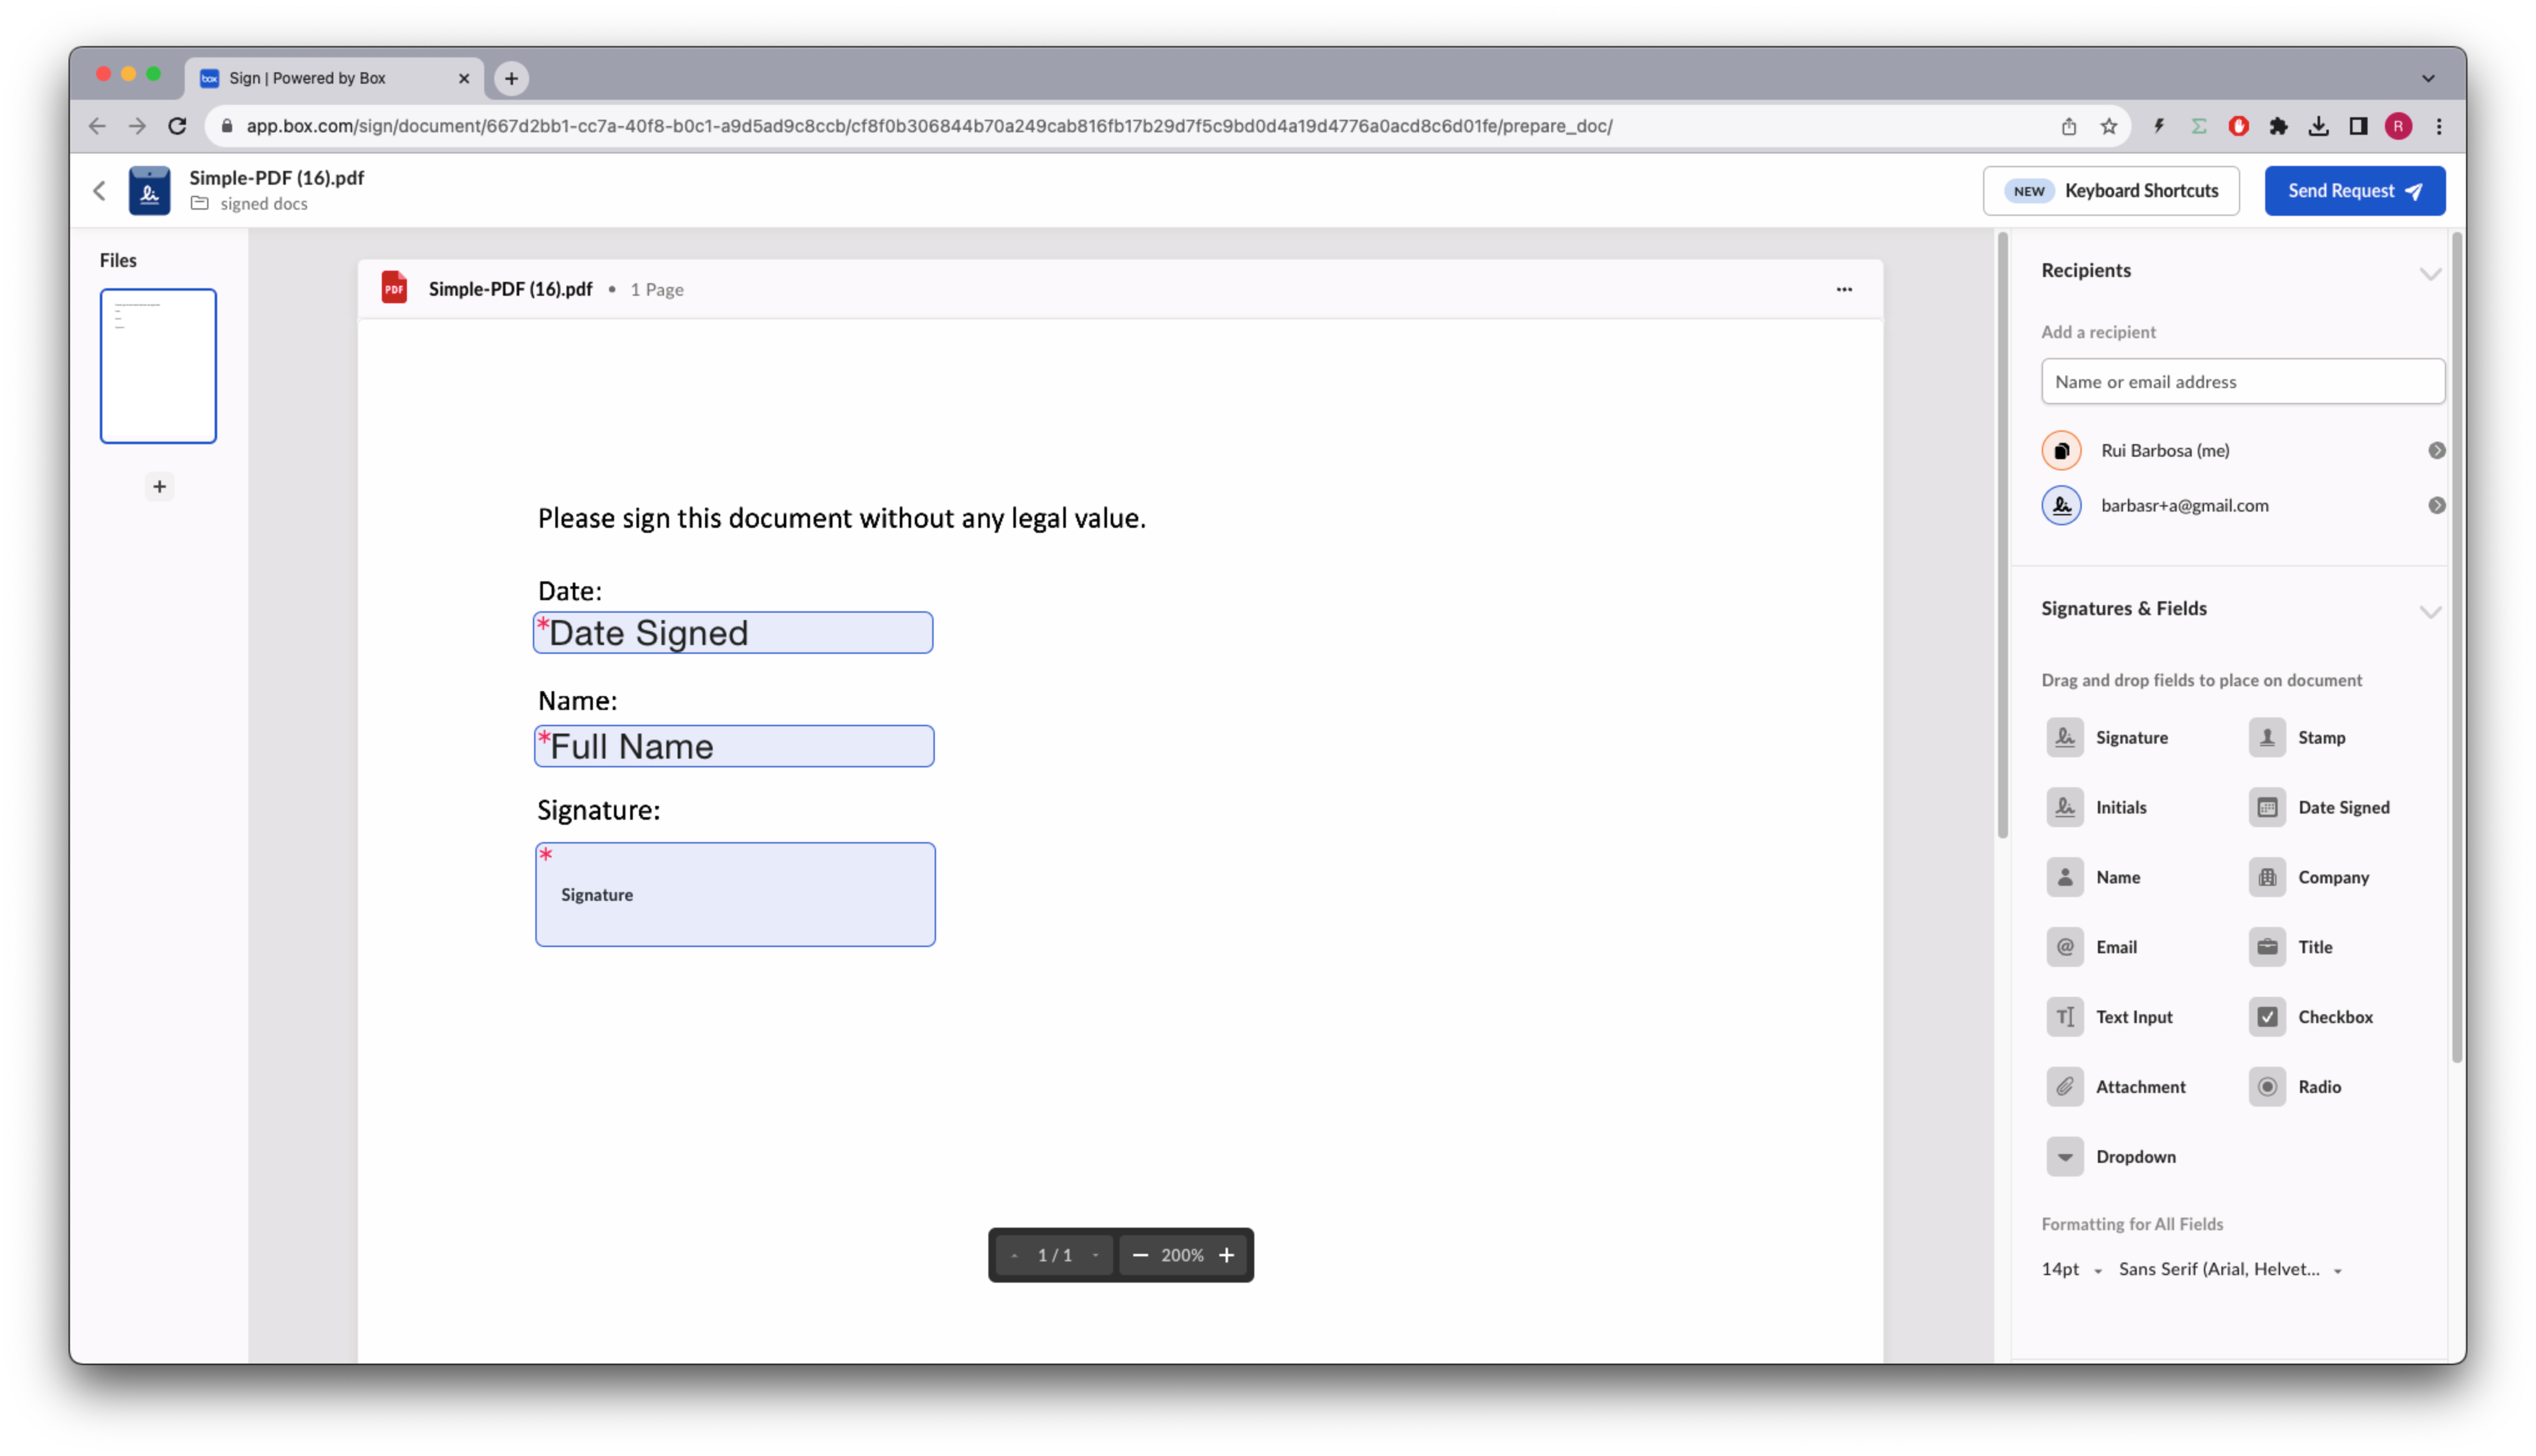 Sign | Powered by Box
app.box.com/sign/document/667d2bb1-cc7a-40f8-b0c1-a9d5ad9c8ccb/cf8f0b306844b70a249cab816fb17b29d7f5c9bd0d4a19d4776a0acd8c6d01fe/prepare_doc/
R
Simple-PDF (16).pdf
signed docs
NEW Keyboard Shortcuts
Send Request
Files
PDF Simple-PDF (16).pdf • 1 Page
Please sign this document without any legal value.
Date:
*Date Signed
Name:
*Full Name
Signature:
*
Signature
1 / 1
200%
Recipients
Add a recipient
Name or email address
Rui Barbosa (me)
barbasr+a@gmail.com
Signatures & Fields
Drag and drop fields to place on document
Signature
Stamp
Initials
Date Signed
Name
Company
Email
Title
Text Input
Checkbox
Attachment
Radio
Dropdown
Formatting for All Fields
14pt
Sans Serif (Arial, Helvet...